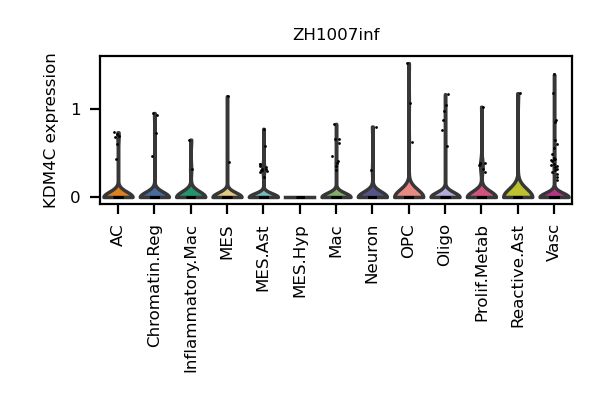 ZH1007inf
KDM4C expression
1
0
AC
Chromatin.Reg
Inflammatory.Mac
MES
MES.Ast
MES.Hyp
Mac
Neuron
OPC
Oligo
Prolif.Metab
Reactive.Ast
Vasc